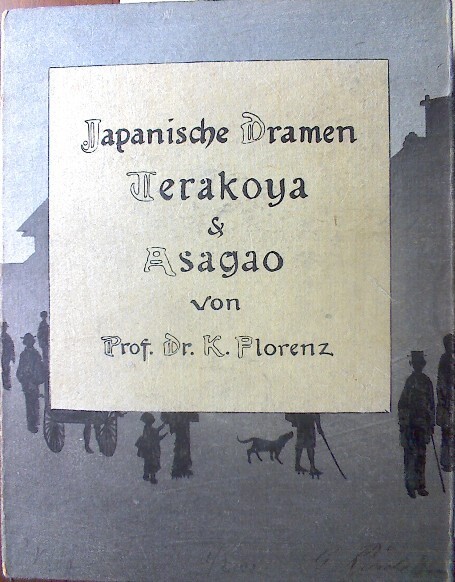 Japanische Dramen
Terakoya
&
Asagao
von
Prof. Dr. K. Florenz